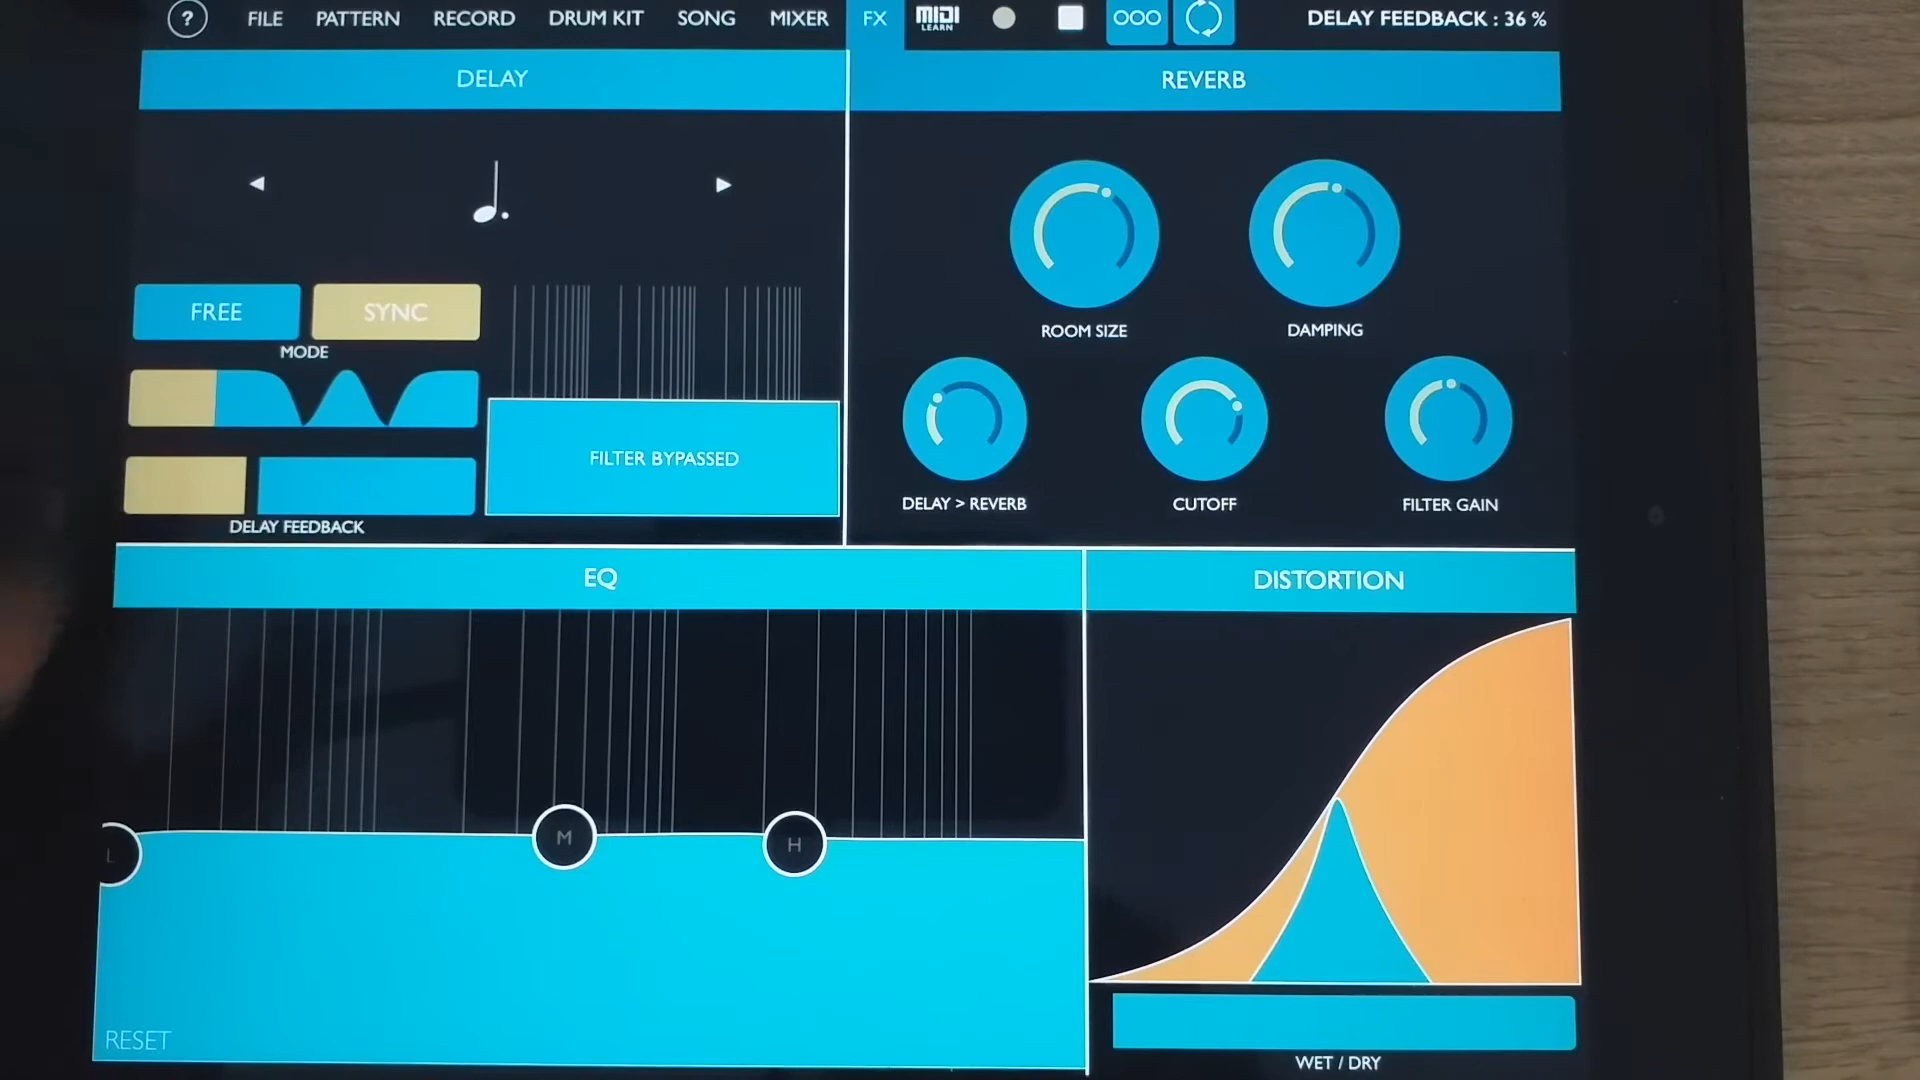 ? FILE PATTERN RECORD DRUM KIT SONG MIXER FX MIDI LEARN DELAY FEEDBACK : 36 %
DELAY
REVERB
FREE SYNC
MODE
ROOM SIZE
DAMPING
FILTER BYPASSED
DELAY FEEDBACK
DELAY > REVERB
CUTOFF
FILTER GAIN
EQ
DISTORTION
L
M
H
RESET
WET / DRY